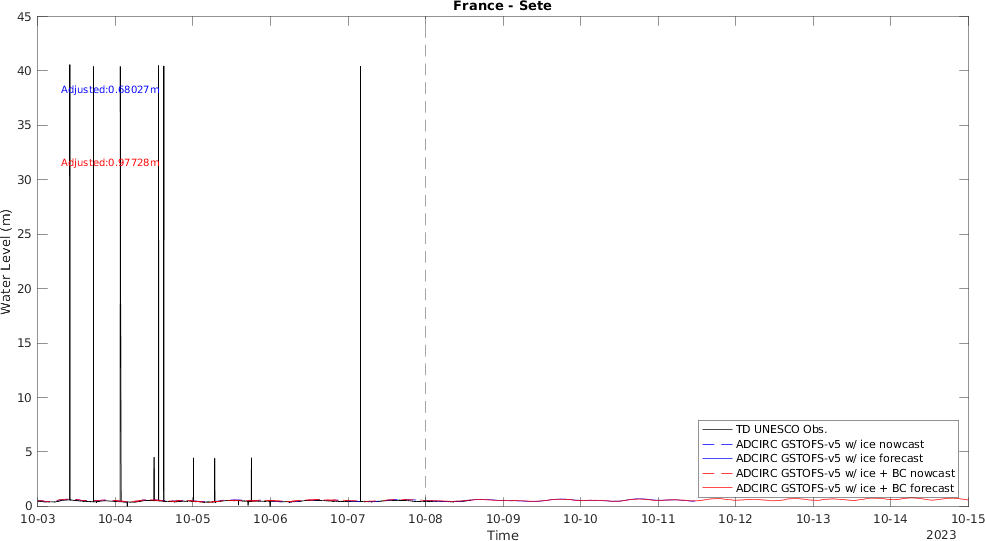 France - Sete
45
40
35
30
25
20
15
10
5
0
Water Level (m)
Adjusted:0.68027m
Adjusted:0.97728m
TD UNESCO Obs.
ADCIRC GSTOFS-v5 w/ ice nowcast
ADCIRC GSTOFS-v5 w/ ice forecast
ADCIRC GSTOFS-v5 w/ ice + BC nowcast
ADCIRC GSTOFS-v5 w/ ice + BC forecast
10-03 10-04 10-05 10-06 10-07 10-08 10-09 10-10 10-11 10-12 10-13 10-14 10-15
Time
2023